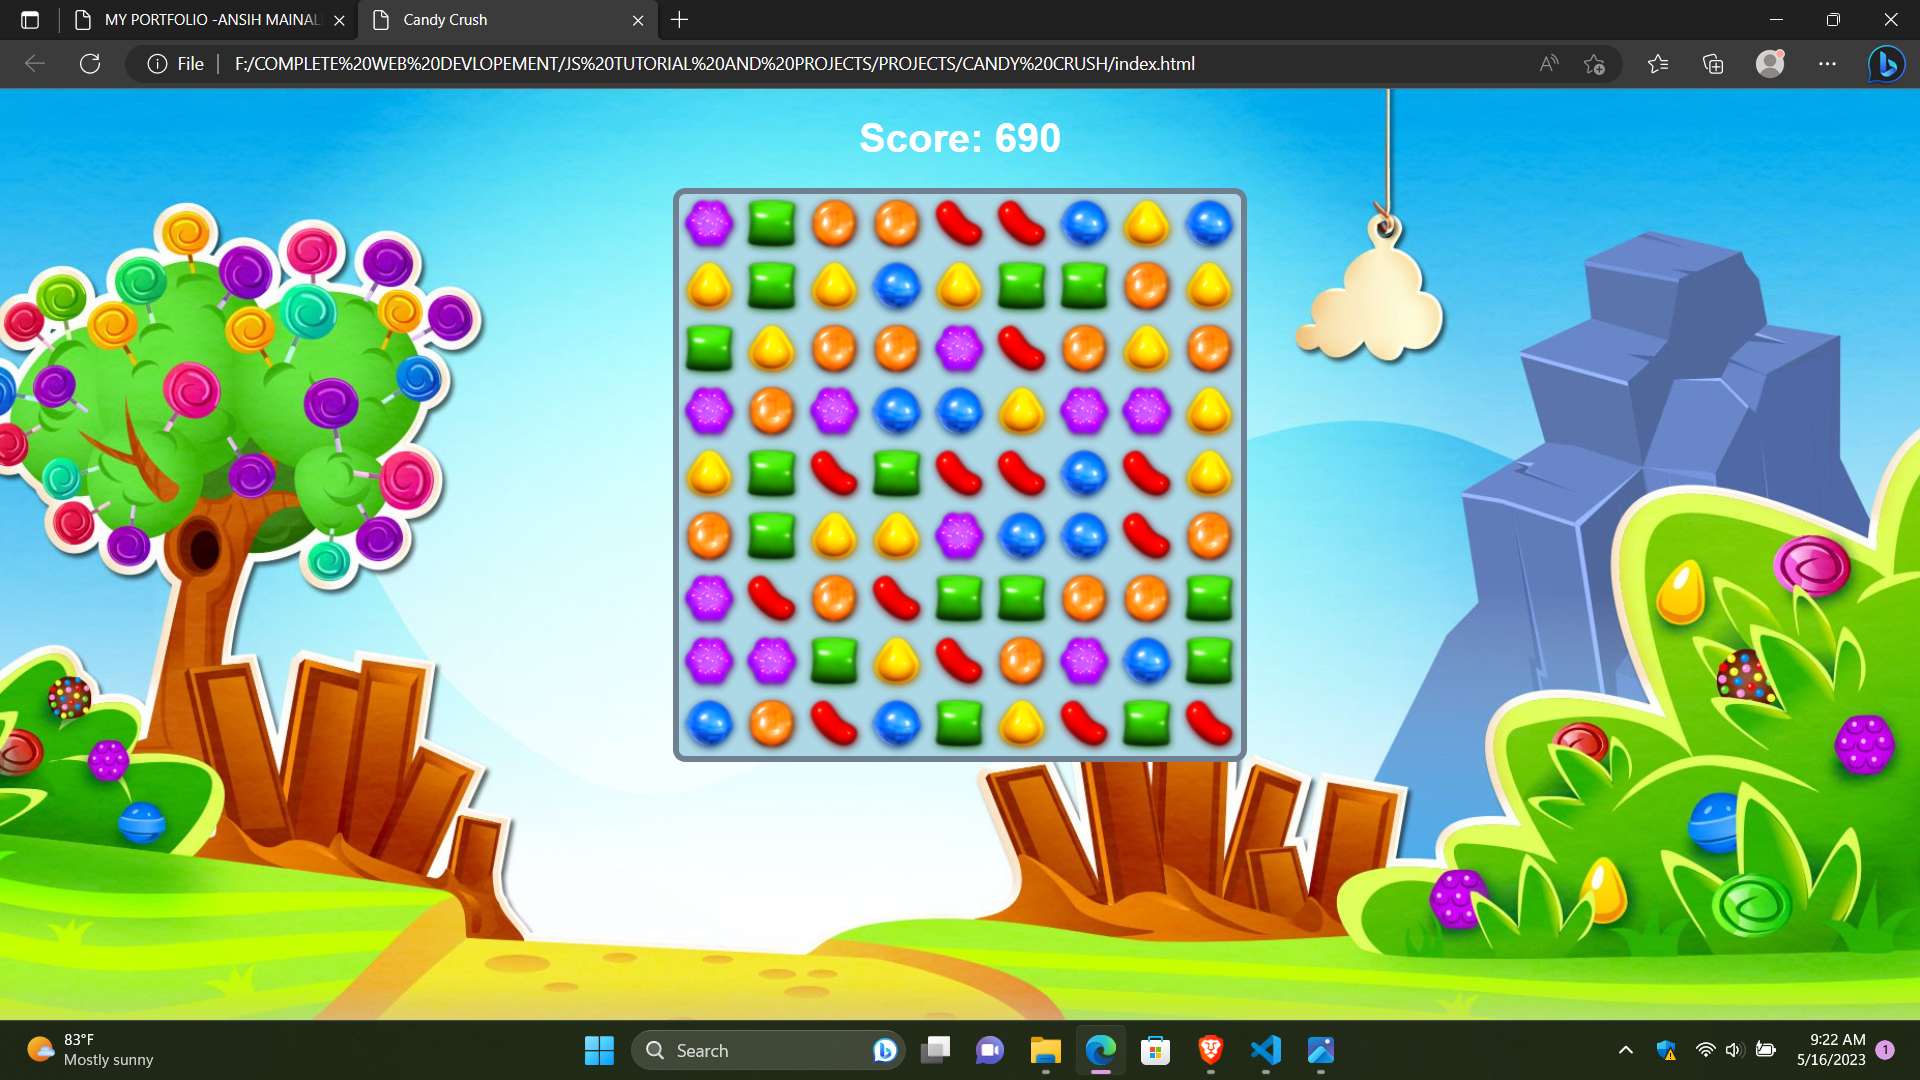 MY PORTFOLIO -ANSIH MAINAL
Candy Crush
File
F:/COMPLETE%20WEB%20DEVLOPEMENT/JS%20TUTORIAL%20AND%20PROJECTS/PROJECTS/CANDY%20CRUSH/index.html
Score: 690
83°F
Mostly sunny
Search
9:22 AM
5/16/2023
1